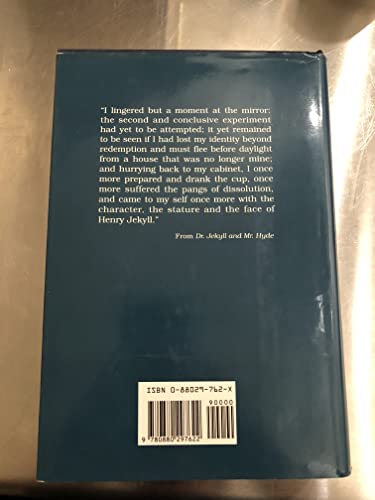 “I lingered but a moment at the mirror:
the second and conclusive experiment
had yet to be attempted; it yet remained
to be seen if I had lost my identity beyond
redemption and must flee before daylight
from a house that was no longer mine;
and hurrying back to my cabinet, I once
more prepared and drank the cup, once
more suffered the pangs of dissolution,
and came to my self once more with the
character, the stature and the face of
Henry Jekyll.”
From Dr. Jekyll and Mr. Hyde
ISBN 0-88029-762-X
90000
9 780880 297622